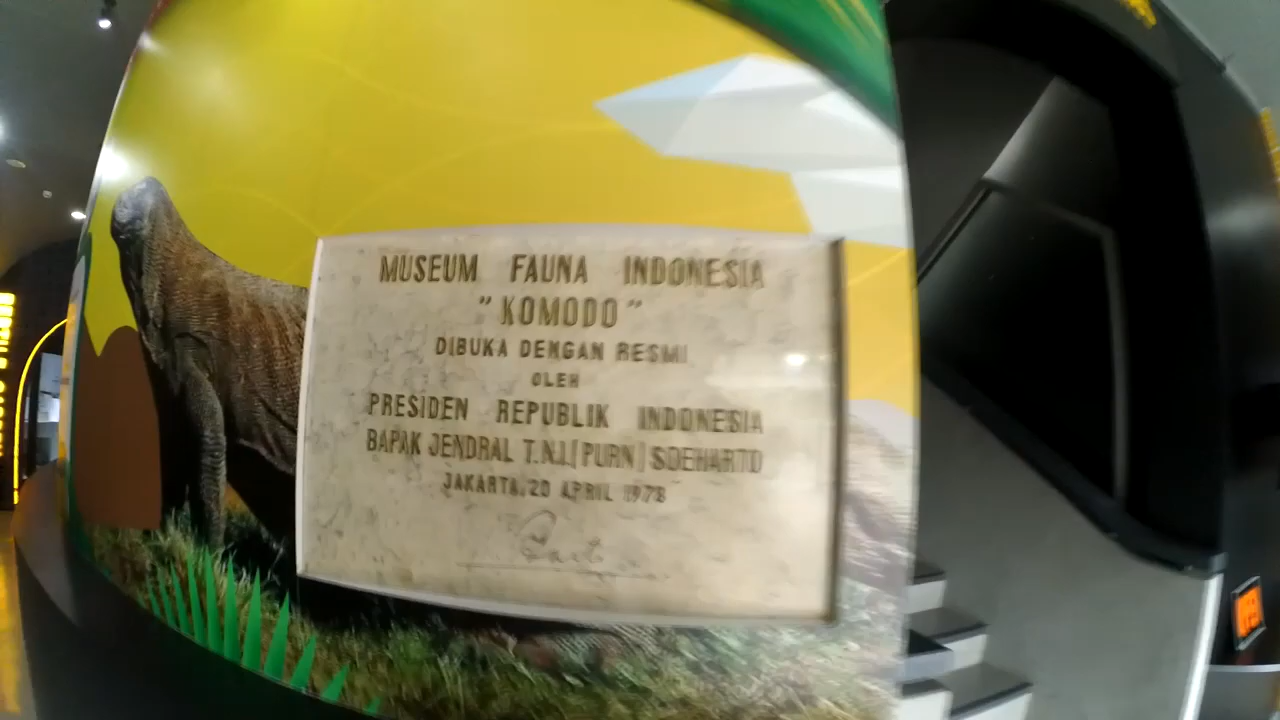 MUSEUM FAUNA INDONESIA
"KOMODO"
DIBUKA DENGAN RESMI
OLEH
PRESIDEN REPUBLIK INDONESIA
BAPAK JENDRAL T.N.I(PURN) SOEHARTO
JAKARTA, 20 APRIL 1978